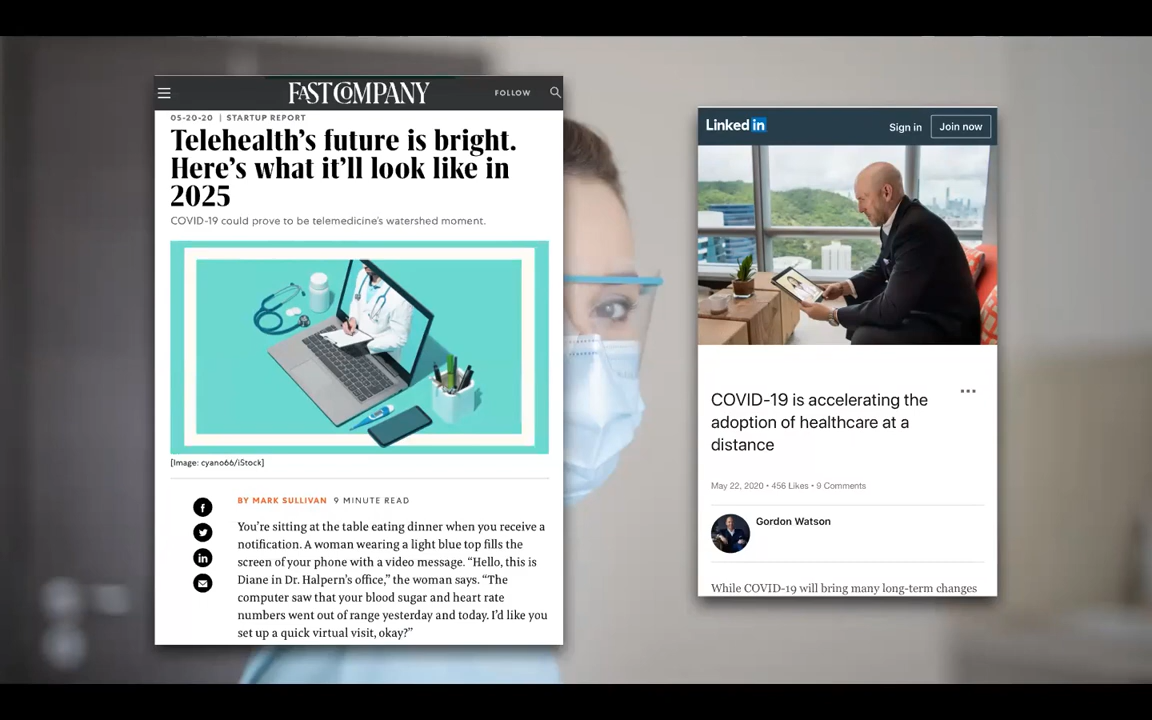 FAST COMPANY
FOLLOW
05-20-20 | STARTUP REPORT
Telehealth's future is bright.
Here's what it'll look like in
2025
COVID-19 could prove to be telemedicine's watershed moment.
[Image: cyano66/iStock]
BY MARK SULLIVAN 9 MINUTE READ
You're sitting at the table eating dinner when you receive a
notification. A woman wearing a light blue top fills the
screen of your phone with a video message. “Hello, this is
Diane in Dr. Halpern's office,” the woman says. “The
computer saw that your blood sugar and heart rate
numbers went out of range yesterday and today. I'd like you
set up a quick virtual visit, okay?”
Linked in
Sign in
Join now
COVID-19 is accelerating the
adoption of healthcare at a
distance
May 22, 2020 • 456 Likes • 9 Comments
Gordon Watson
While COVID-19 will bring many long-term changes